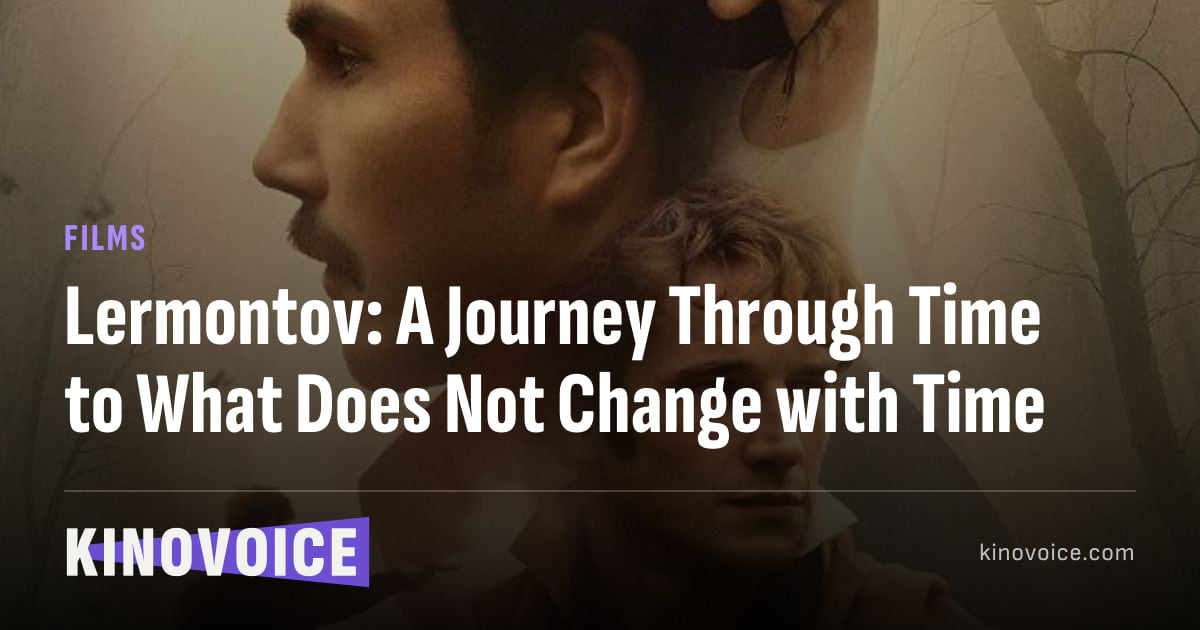 FILMS
Lermontov: A Journey Through Time
to What Does Not Change with Time
KINOVOICE
kinovoice.com